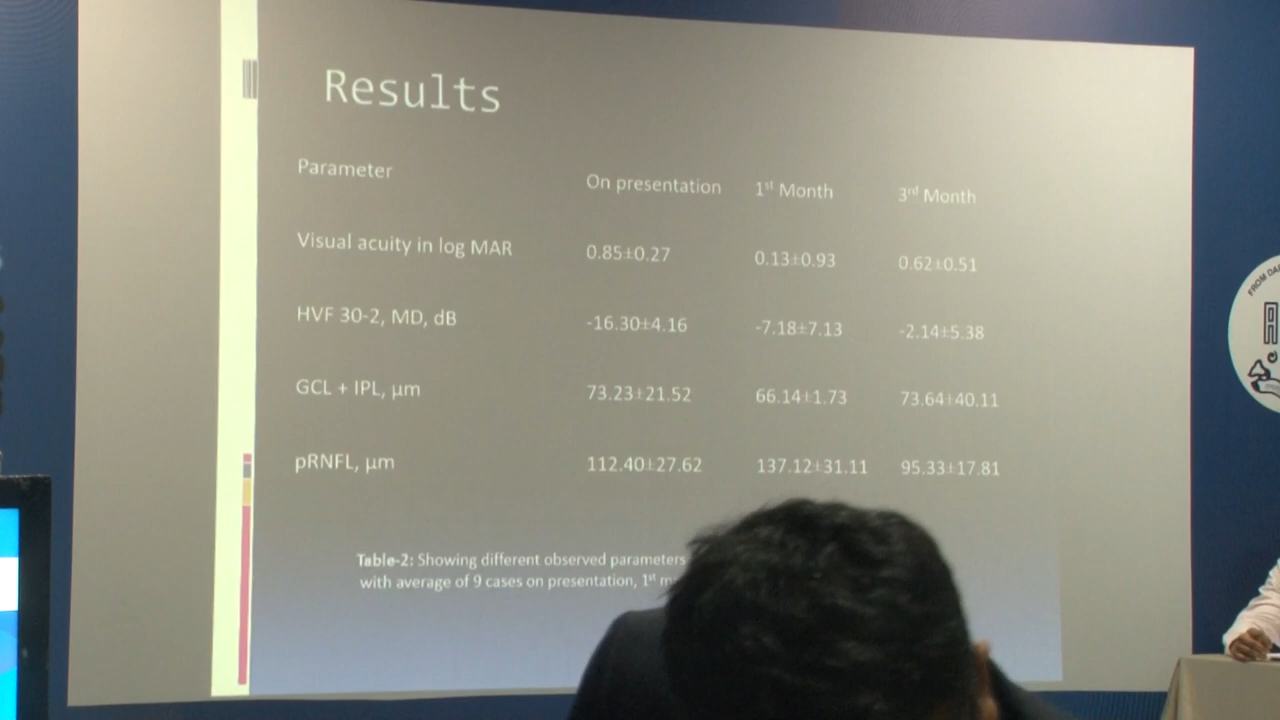 Results
Parameter On presentation 1st Month 3rd Month
Visual acuity in log MAR 0.85±0.27 0.13±0.93 0.62±0.51
HVF 30-2, MD, dB -16.30±4.16 -7.18±7.13 -2.14±5.38
GCL + IPL, µm 73.23±21.52 66.14±1.73 73.64±40.11
pRNFL, µm 112.40±27.62 137.12±31.11 95.33±17.81
Table-2: Showing different observed parameters
with average of 9 cases on presentation, 1st
FROM